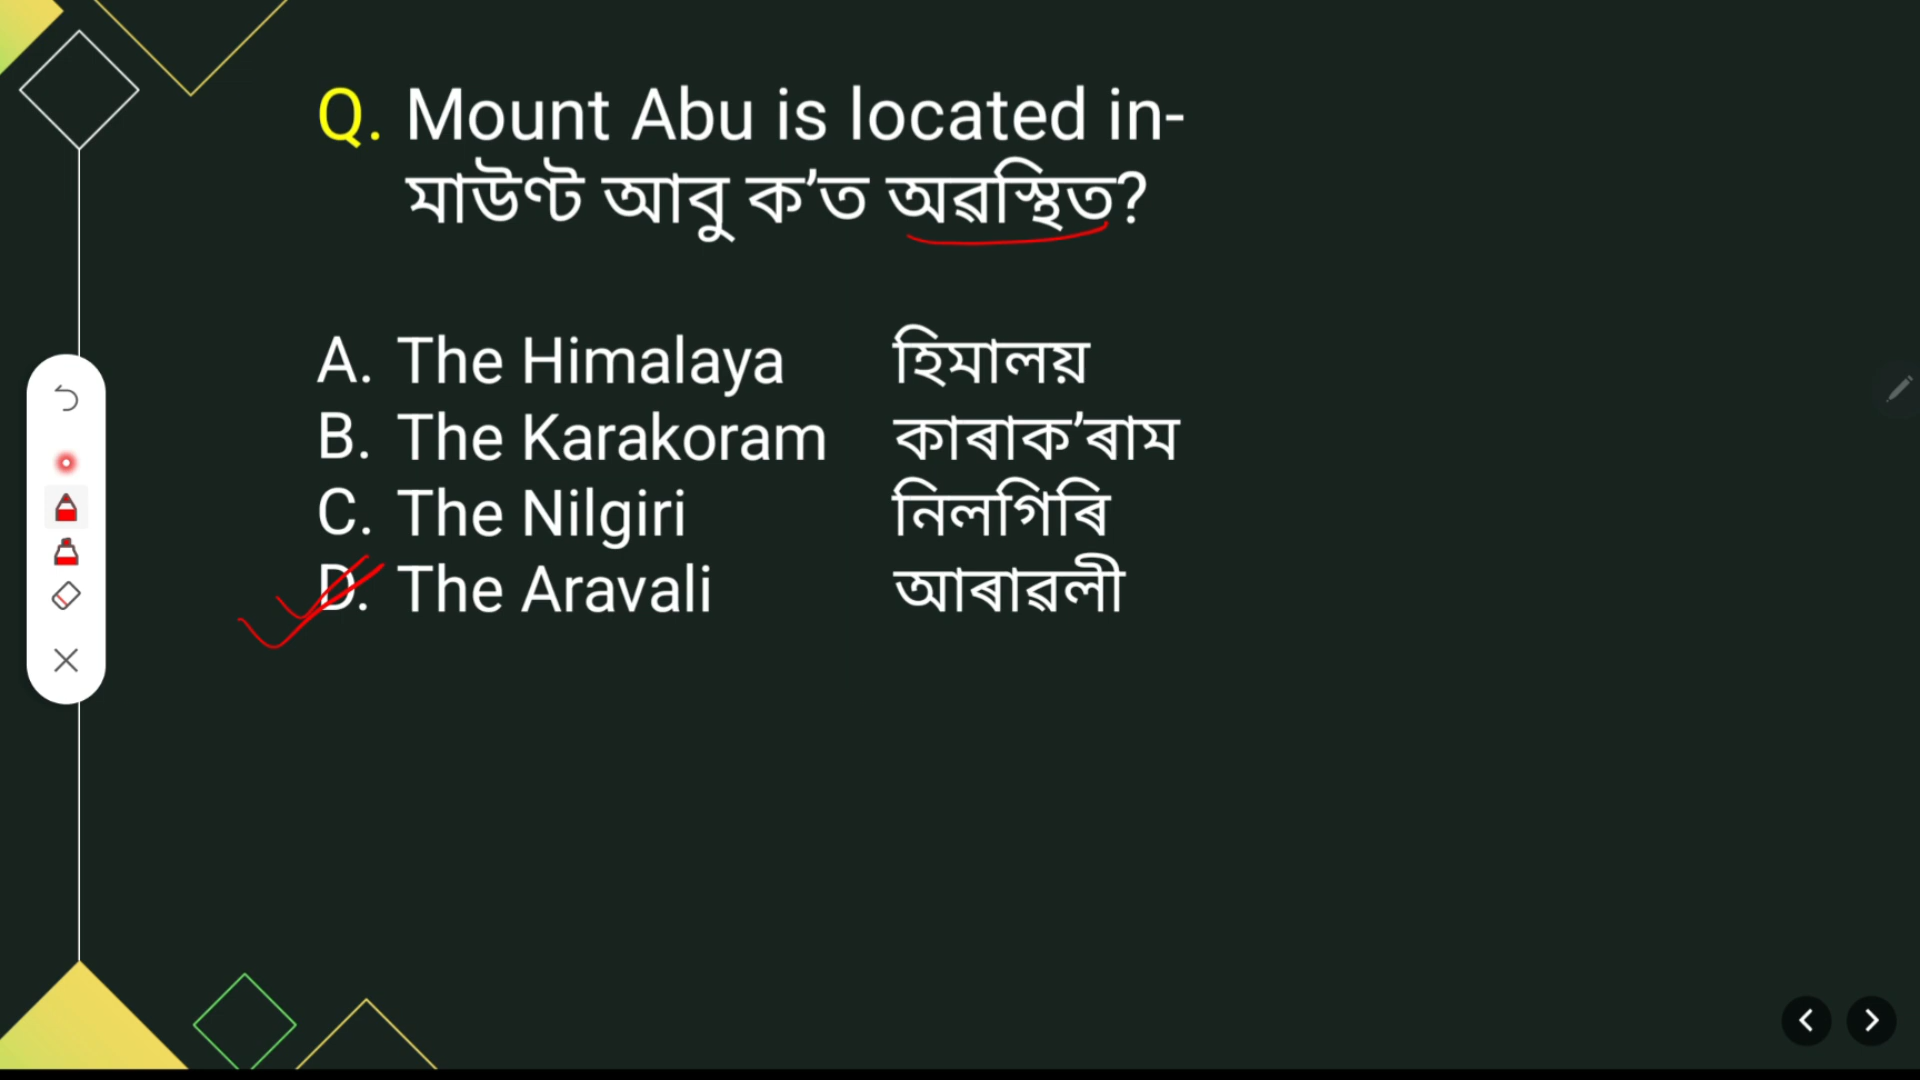 Q. Mount Abu is located in-
মাউণ্ট আবু ক’ত অৱস্থিত?
A. The Himalaya হিমালয়
B. The Karakoram কাৰাক’ৰাম
C. The Nilgiri নিলগিৰি
D. The Aravali আৰাৱলী